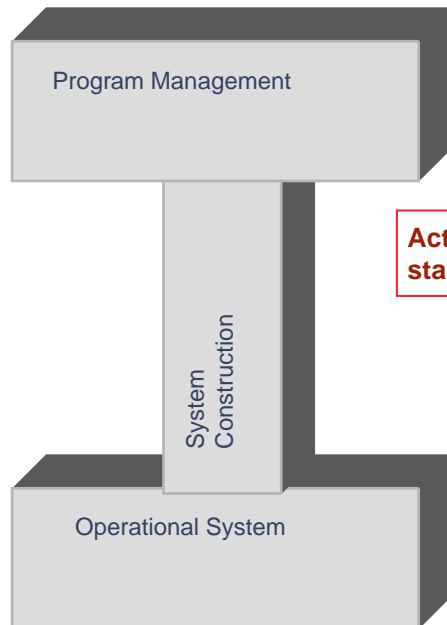 Program Management
System
Construction
Operational System